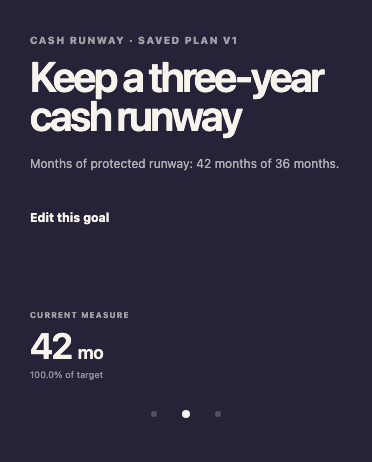 CASH RUNWAY · SAVED PLAN V1
Keep a three-year
cash runway
Months of protected runway: 42 months of 36 months.
Edit this goal
CURRENT MEASURE
42 mo
100.0% of target